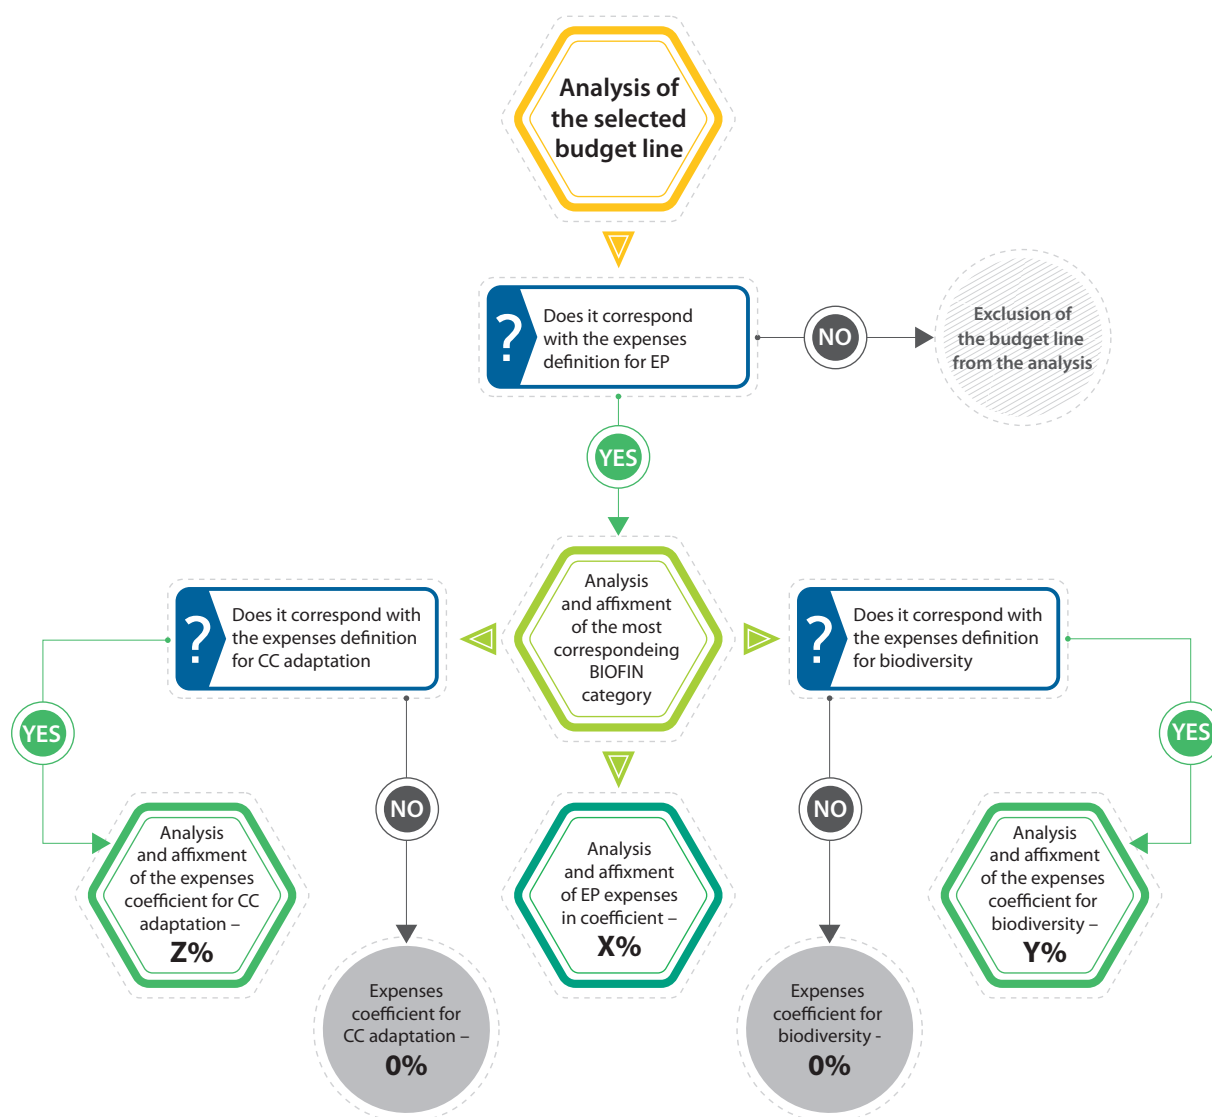 Analysis of
the selected
budget line
?
Does it correspond
with the expenses
definition for EP
NO
Exclusion of
the budget line
from the analysis
YES
?
Does it correspond with
the expenses definition
for CC adaptation
Analysis
and affixment
of the most
correspondeing
BIOFIN
category
?
Does it correspond with
the expenses definition
for biodiversity
YES
NO
NO
YES
Analysis
and affixment
of the expenses
coefficient for CC
adaptation –
Z%
Analysis
and affixment
of EP expenses
in coefficient –
X%
Analysis
and affixment
of the expenses
coefficient for
biodiversity –
Y%
Expenses
coefficient for
CC adaptation –
0%
Expenses
coefficient for
biodiversity -
0%